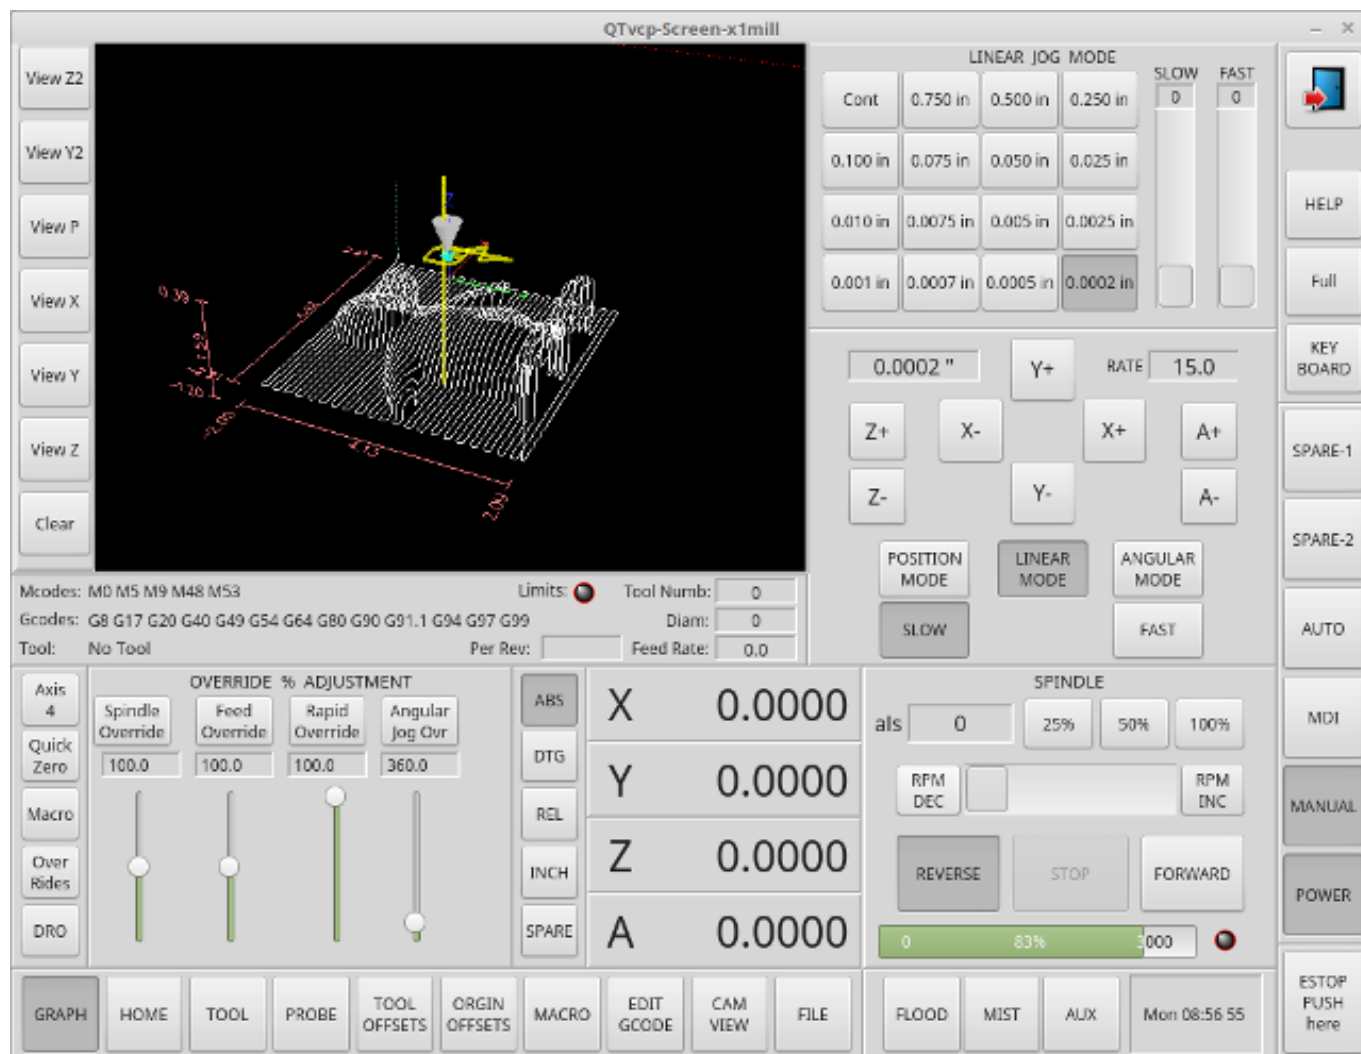 QTvcp-Screen-x1mill
View Z2
View Y2
View P
View X
View Y
View Z
Clear
0.39
4.13
2.09
LINEAR JOG MODE
SLOW FAST
0 0
Cont 0.750 in 0.500 in 0.250 in
0.100 in 0.075 in 0.050 in 0.025 in
0.010 in 0.0075 in 0.005 in 0.0025 in
0.001 in 0.0007 in 0.0005 in 0.0002 in
0.0002 " Y+ RATE 15.0
Z+ X- X+ A+
Z- Y- A-
POSITION
MODE
LINEAR
MODE
ANGULAR
MODE
SLOW FAST
HELP
Full
KEY
BOARD
SPARE-1
SPARE-2
AUTO
MDI
MANUAL
POWER
ESTOP
PUSH
here
Mcodes: M0 M5 M9 M48 M53 Limits: Tool Numb: 0
Gcodes: G8 G17 G20 G40 G49 G54 G64 G80 G90 G91.1 G94 G97 G99 Diam: 0
Tool: No Tool Per Rev: Feed Rate: 0.0
Axis
4
Quick
Zero
Macro
Over
Rides
DRO
OVERRIDE % ADJUSTMENT
Spindle
Override
Feed
Override
Rapid
Override
Angular
Jog Ovr
100.0 100.0 100.0 360.0
ABS
DTG
REL
INCH
SPARE
X 0.0000
Y 0.0000
Z 0.0000
A 0.0000
SPINDLE
als 0 25% 50% 100%
RPM
DEC
RPM
INC
REVERSE STOP FORWARD
0 83% 3000
GRAPH
HOME
TOOL
PROBE
TOOL
OFFSETS
ORGIN
OFFSETS
MACRO
EDIT
GCODE
CAM
VIEW
FILE
FLOOD
MIST
AUX
Mon 08:56 55